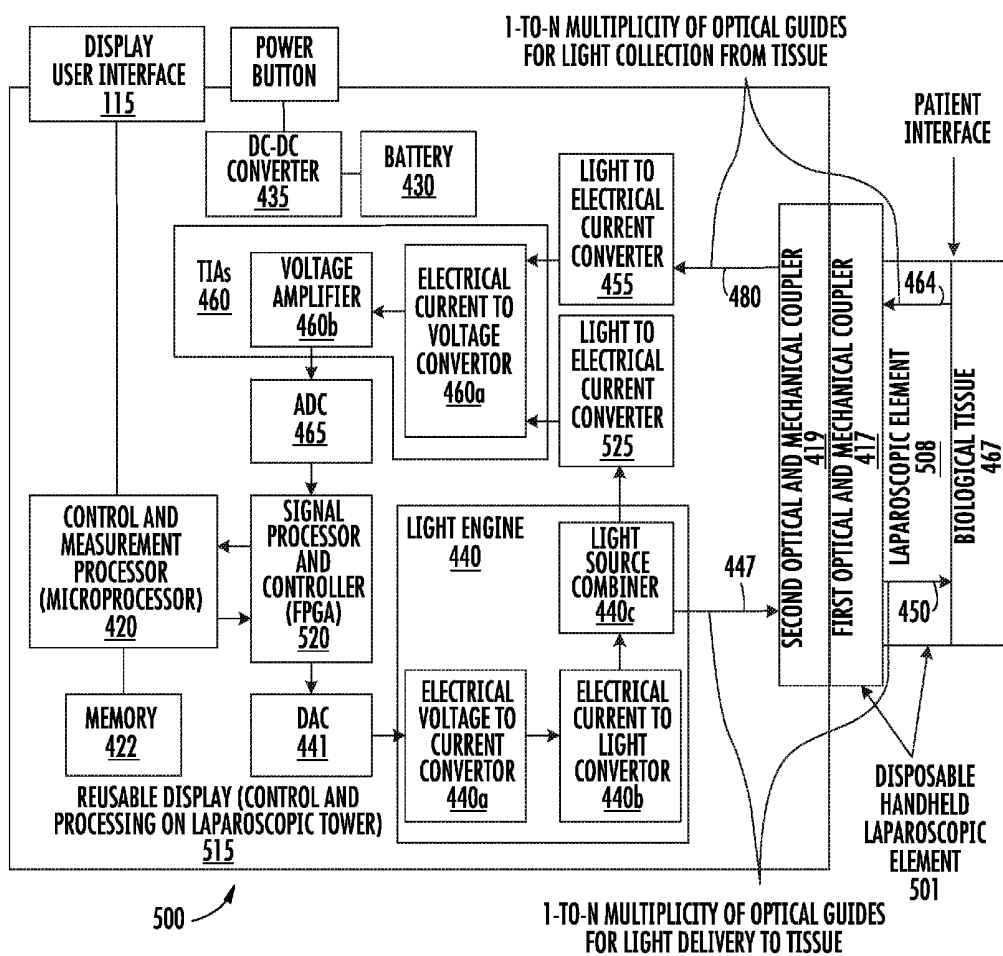 1-TO-N MULTIPLICITY OF OPTICAL GUIDES
FOR LIGHT COLLECTION FROM TISSUE
DISPLAY
USER INTERFACE
115
POWER
BUTTON
PATIENT
INTERFACE
DC-DC
CONVERTER
435
BATTERY
430
LIGHT TO
ELECTRICAL
CURRENT
CONVERTER
455
TIAs
460
VOLTAGE
AMPLIFIER
460b
ELECTRICAL
CURRENT TO
VOLTAGE
CONVERTOR
460a
480
464
LIGHT TO
ELECTRICAL
CURRENT
CONVERTER
525
ADC
465
SECOND OPTICAL AND MECHANICAL COUPLER
419
FIRST OPTICAL AND MECHANICAL COUPLER
417
LAPAROSCOPIC ELEMENT
508
BIOLOGICAL TISSUE
467
CONTROL AND
MEASUREMENT
PROCESSOR
(MICROPROCESSOR)
420
SIGNAL
PROCESSOR
AND
CONTROLLER
(FPGA)
520
LIGHT ENGINE
440
LIGHT
SOURCE
COMBINER
440c
447
450
MEMORY
422
DAC
441
ELECTRICAL
VOLTAGE TO
CURRENT
CONVERTOR
440a
ELECTRICAL
CURRENT TO
LIGHT
CONVERTOR
440b
REUSABLE DISPLAY (CONTROL AND
PROCESSING ON LAPAROSCOPIC TOWER)
515
DISPOSABLE
HANDHELD
LAPAROSCOPIC
ELEMENT
501
500
1-TO-N MULTIPLICITY OF OPTICAL GUIDES
FOR LIGHT DELIVERY TO TISSUE